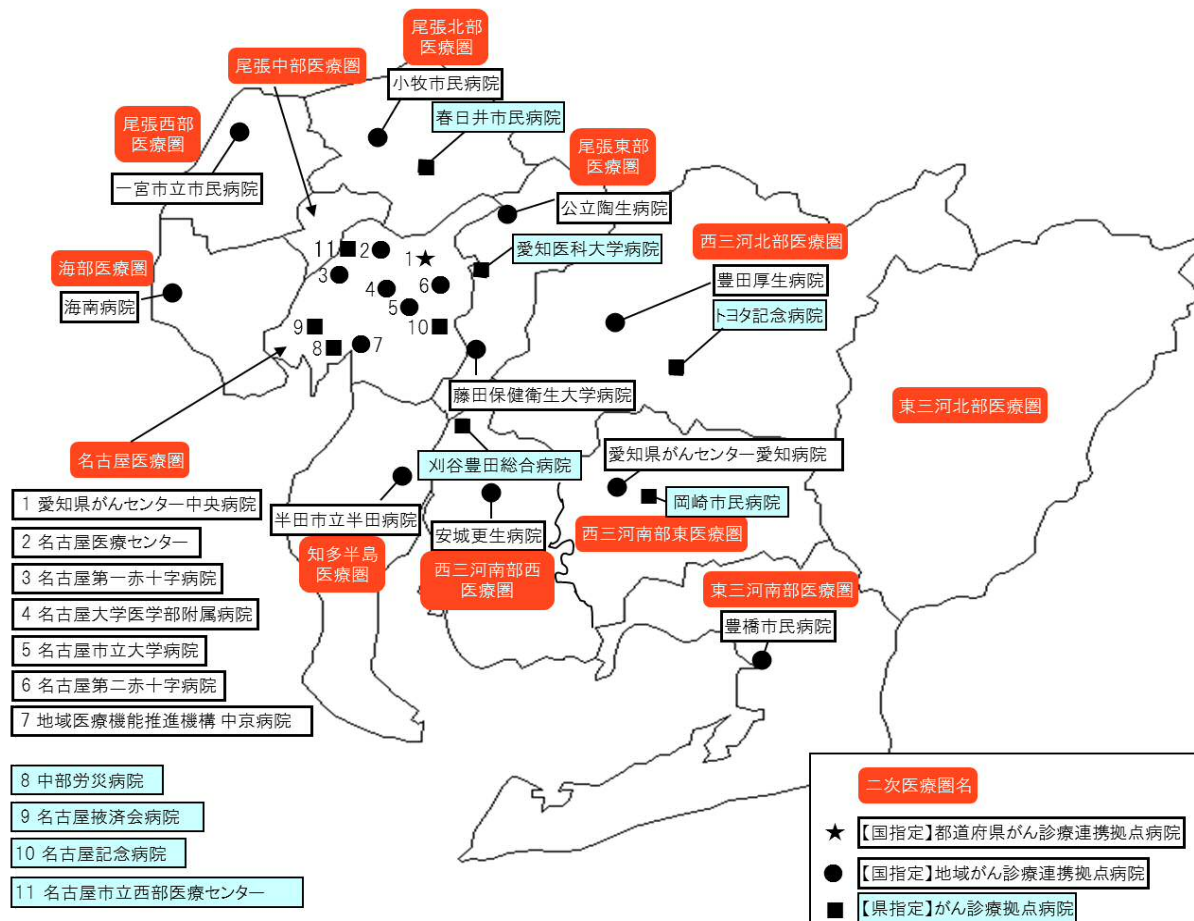 尾張北部
医療圏
尾張中部医療圏
小牧市民病院
春日井市民病院
尾張西部
医療圏
尾張東部
医療圏
一宮市立市民病院
公立陶生病院
愛知医科大学病院
西三河北部医療圏
海部医療圏
海南病院
豊田厚生病院
トヨタ記念病院
11
2
1
3
4
6
5
9
10
8
7
藤田保健衛生大学病院
東三河北部医療圏
名古屋医療圏
刈谷豊田総合病院
愛知県がんセンター愛知病院
岡崎市民病院
半田市立半田病院
安城更生病院
西三河南部東医療圏
知多半島
医療圏
西三河南部西
医療圏
東三河南部医療圏
豊橋市民病院
1 愛知県がんセンター中央病院
2 名古屋医療センター
3 名古屋第一赤十字病院
4 名古屋大学医学部附属病院
5 名古屋市立大学病院
6 名古屋第二赤十字病院
7 地域医療機能推進機構 中京病院
8 中部労災病院
9 名古屋掖済会病院
10 名古屋記念病院
11 名古屋市立西部医療センター
二次医療圏名
★ 【国指定】都道府県がん診療連携拠点病院
● 【国指定】地域がん診療連携拠点病院
■ 【県指定】がん診療拠点病院